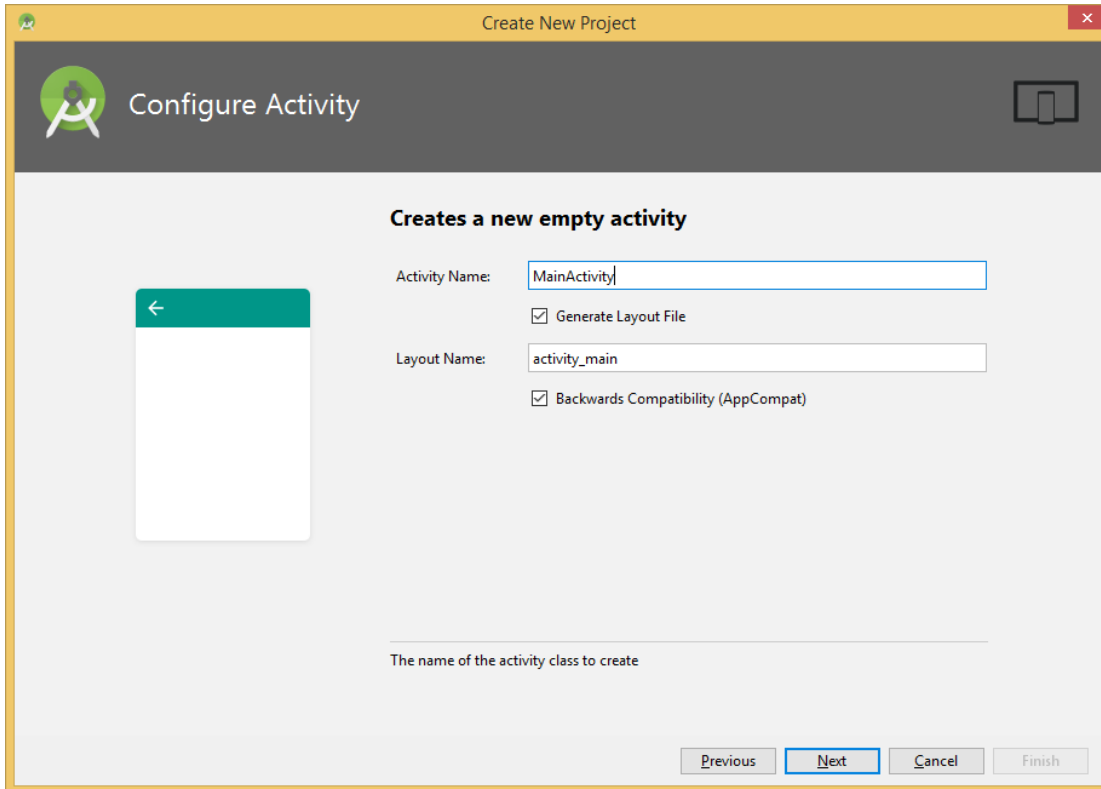 Create New Project
Configure Activity
Creates a new empty activity
Activity Name: MainActivity
Generate Layout File
Layout Name: activity_main
Backwards Compatibility (AppCompat)
The name of the activity class to create
Previous Next Cancel Finish